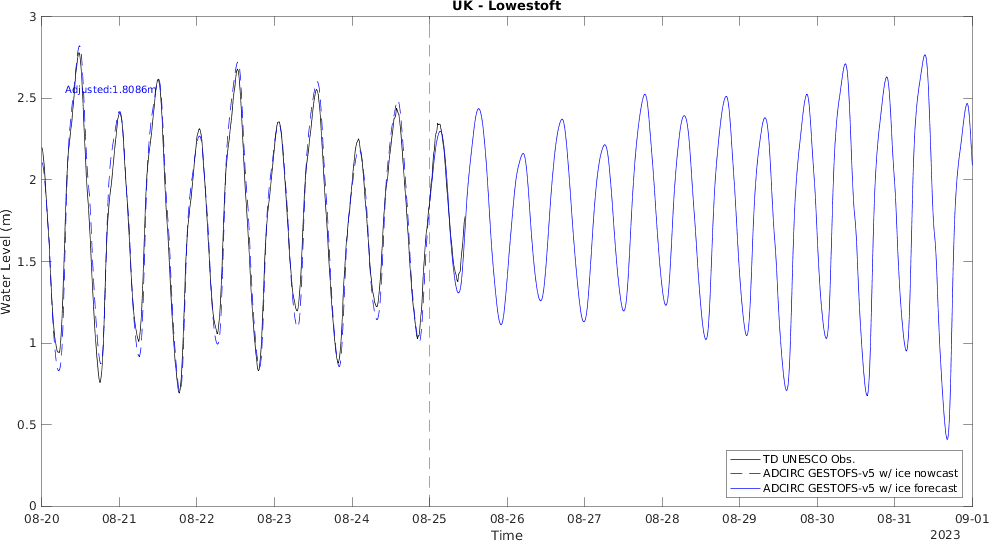 UK - Lowestoft
3
2.5
2
1.5
1
0.5
0
Water Level (m)
Adjusted:1.8086m
TD UNESCO Obs.
ADCIRC GESTOFS-v5 w/ ice nowcast
ADCIRC GESTOFS-v5 w/ ice forecast
08-20 08-21 08-22 08-23 08-24 08-25 08-26 08-27 08-28 08-29 08-30 08-31 09-01
Time
2023